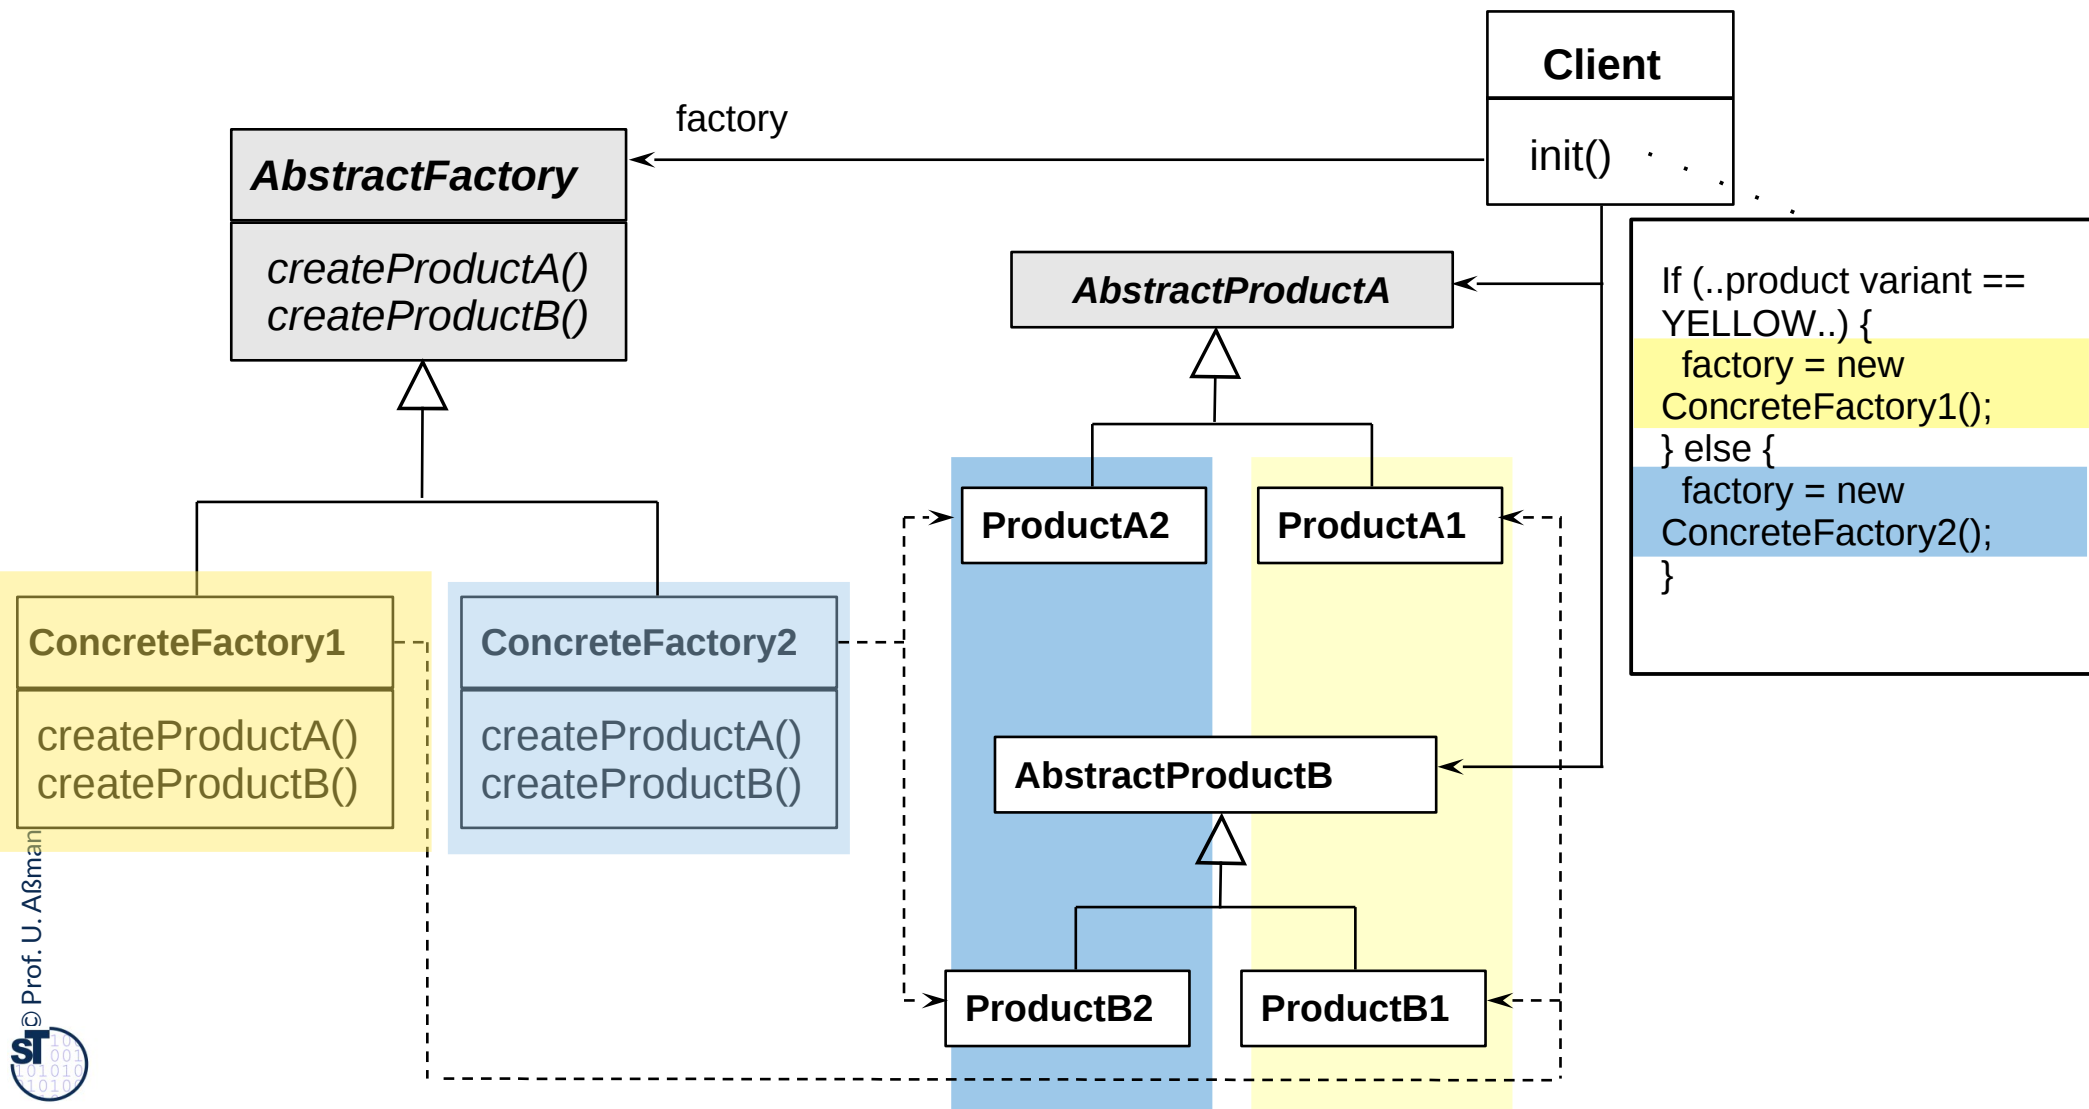 Client
init()
factory
AbstractFactory
createProductA()
createProductB()
AbstractProductA
If (..product variant ==
YELLOW..) {
factory = new
ConcreteFactory1();
} else {
factory = new
ConcreteFactory2();
}
ProductA2
ProductA1
ConcreteFactory1
createProductA()
createProductB()
ConcreteFactory2
createProductA()
createProductB()
AbstractProductB
ProductB2
ProductB1
© Prof. U. Aßman
ST